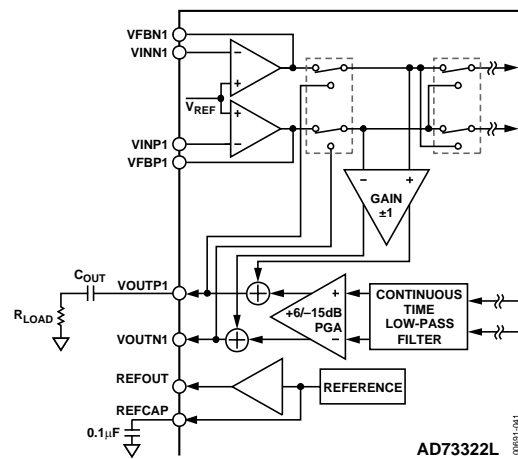 VFBN1
VINN1
VREF
VINP1
VFBP1
GAIN
±1
COUT
VOUTP1
RLOAD
+6/–15dB
PGA
CONTINUOUS
TIME
LOW-PASS
FILTER
VOUTN1
REFOUT
REFERENCE
REFCAP
0.1µF
AD73322L
00691-041